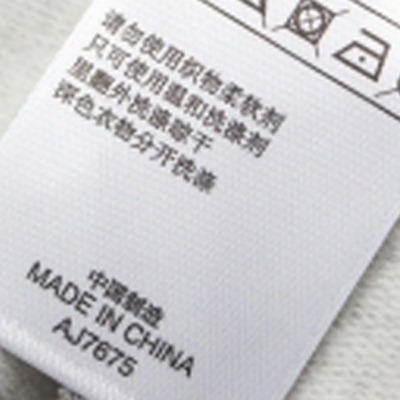 请勿使用织物柔软剂
只可使用温和洗涤剂
里翻外洗涤晾干
深色衣物分开洗涤
中国制造
MADE IN CHINA
AJ7675